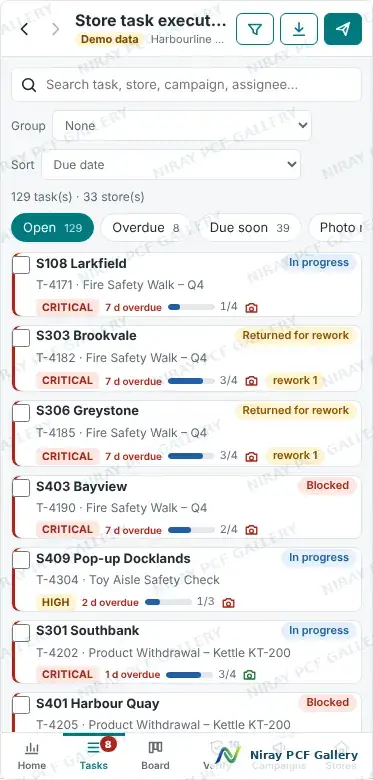 Store task execut...
Demo data Harbourline ...
Search task, store, campaign, assignee...
Group None
Sort Due date
129 task(s) · 33 store(s)
Open 129 Overdue 8 Due soon 39 Photo r
S108 Larkfield In progress
T-4171 · Fire Safety Walk – Q4
CRITICAL 7 d overdue 1/4
S303 Brookvale Returned for rework
T-4182 · Fire Safety Walk – Q4
CRITICAL 7 d overdue 3/4 rework 1
S306 Greystone Returned for rework
T-4185 · Fire Safety Walk – Q4
CRITICAL 7 d overdue 3/4 rework 1
S403 Bayview Blocked
T-4190 · Fire Safety Walk – Q4
CRITICAL 7 d overdue 2/4
S409 Pop-up Docklands In progress
T-4304 · Toy Aisle Safety Check
HIGH 2 d overdue 1/3
S301 Southbank In progress
T-4202 · Product Withdrawal – Kettle KT-200
CRITICAL 1 d overdue 3/4
S401 Harbour Quay Blocked
T-4205 · Product Withdrawal – Kettle KT-200
8
Home Tasks Board Campaigns Stores
Niray PCF Gallery
NIRAY PCF GALLERY